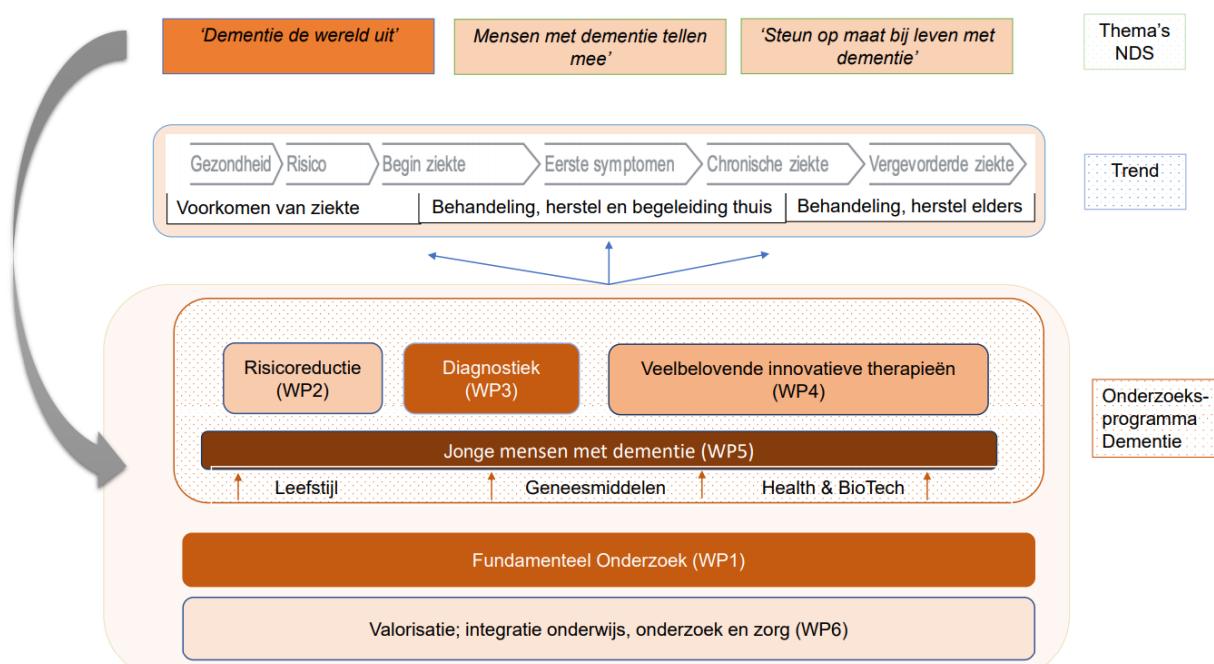 ‘Dementie de wereld uit’
Mensen met dementie tellen
mee’
‘Steun op maat bij leven met
dementie’
Thema’s
NDS
Gezondheid
Risico
Begin ziekte
Eerste symptomen
Chronische ziekte
Vergevorderde ziekte
Voorkomen van ziekte
Behandeling, herstel en begeleiding thuis
Behandeling, herstel elders
Trend
Risicoreductie
(WP2)
Diagnostiek
(WP3)
Veelbelovende innovatieve therapieën
(WP4)
Onderzoeks-
programma
Dementie
Jonge mensen met dementie (WP5)
Leefstijl
Geneesmiddelen
Health & BioTech
Fundamenteel Onderzoek (WP1)
Valorisatie; integratie onderwijs, onderzoek en zorg (WP6)